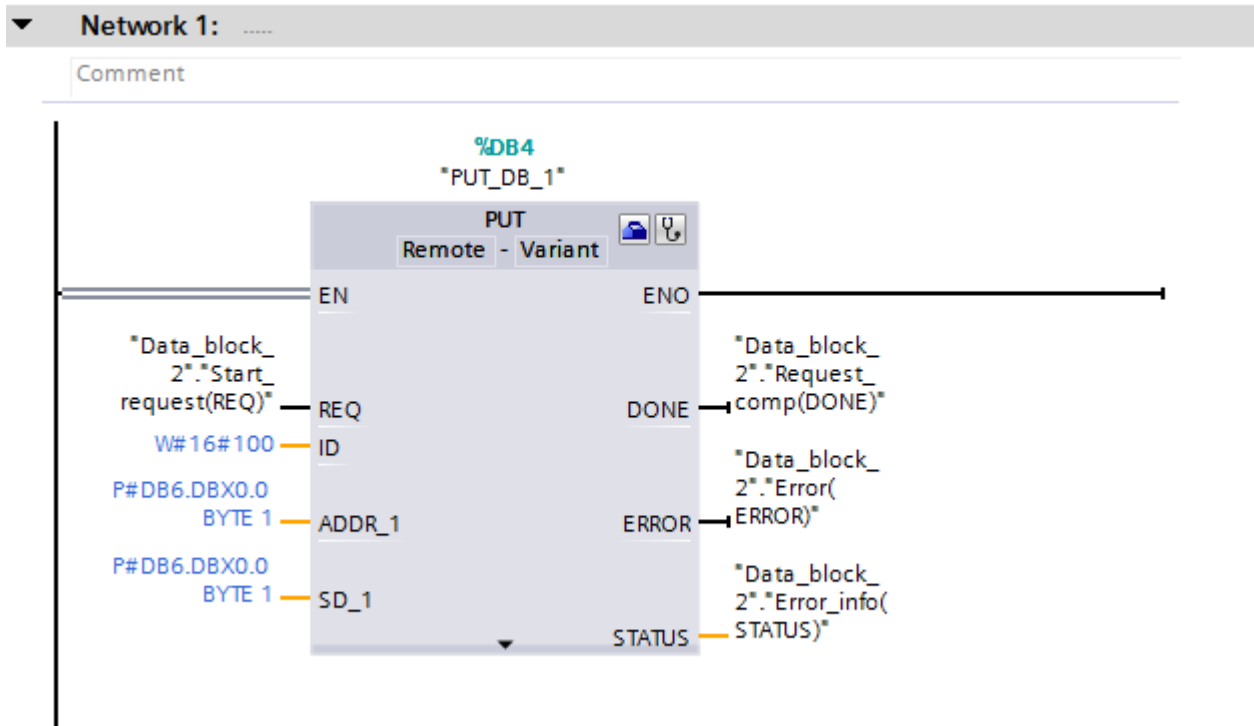 Network 1: .....
Comment
%DB4
"PUT_DB_1"
PUT
Remote - Variant
EN ENO
"Data_block_
2"."Start_
request(REQ)"
REQ
"Data_block_
2"."Request_
comp(DONE)"
DONE
W#16#100
ID
"Data_block_
2"."Error(
ERROR)"
ERROR
P#DB6.DBX0.0
BYTE 1
ADDR_1
P#DB6.DBX0.0
BYTE 1
SD_1
"Data_block_
2"."Error_info(
STATUS)"
STATUS